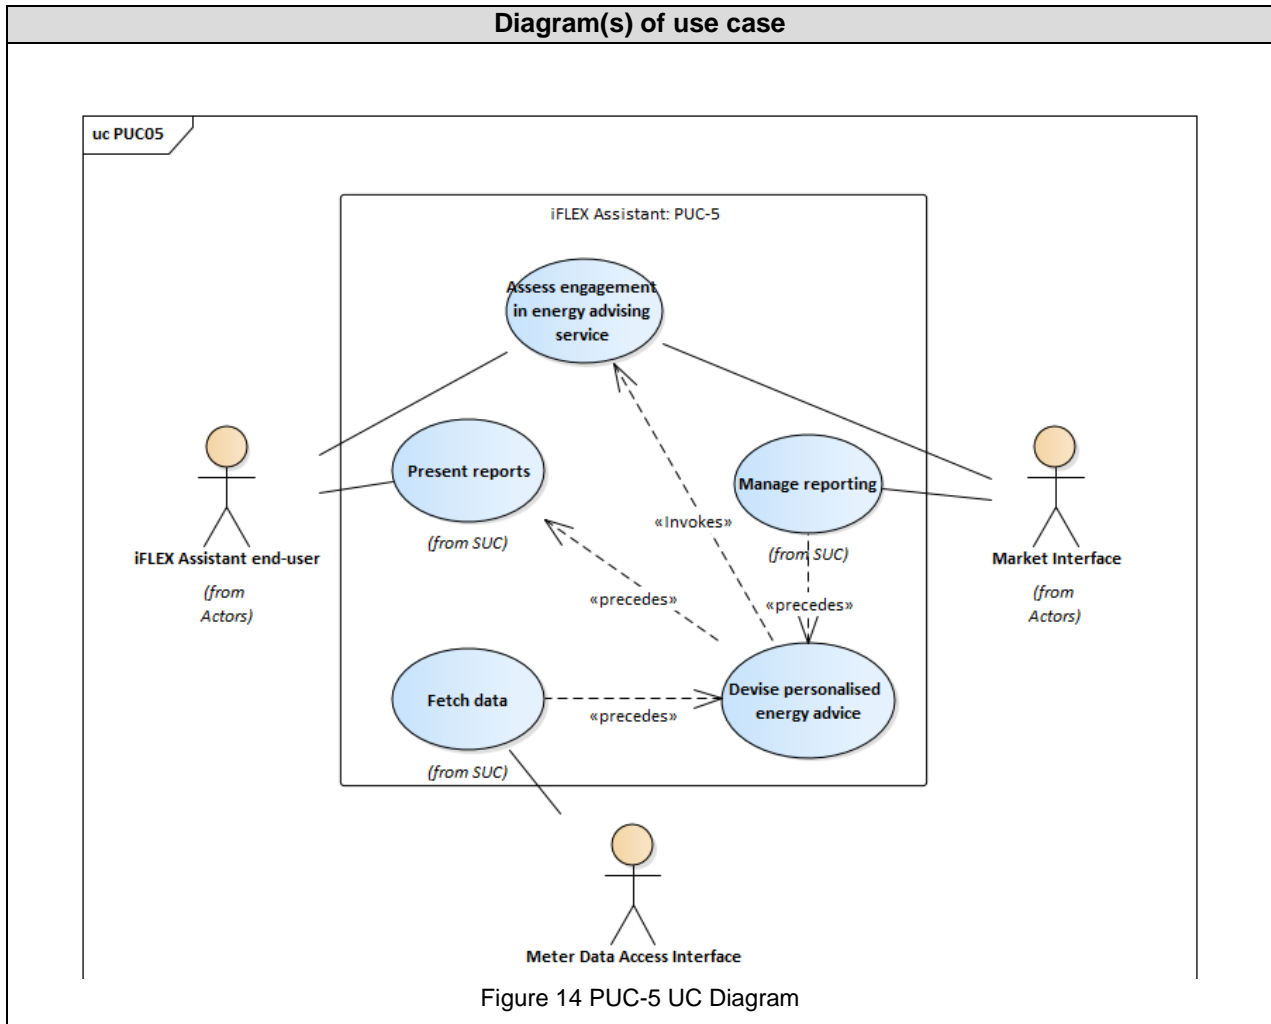 Diagram(s) of use case
uc PUC05
iFLEX Assistant: PUC-5
Assess engagement
in energy advising
service
Present reports
(from SUC)
Manage reporting
(from SUC)
«Invokes»
iFLEX Assistant end-user
(from
Actors)
Market Interface
(from
Actors)
«precedes»
«precedes»
Fetch data
(from SUC)
«precedes»
Devise personalised
energy advice
Meter Data Access Interface
Figure 14 PUC-5 UC Diagram